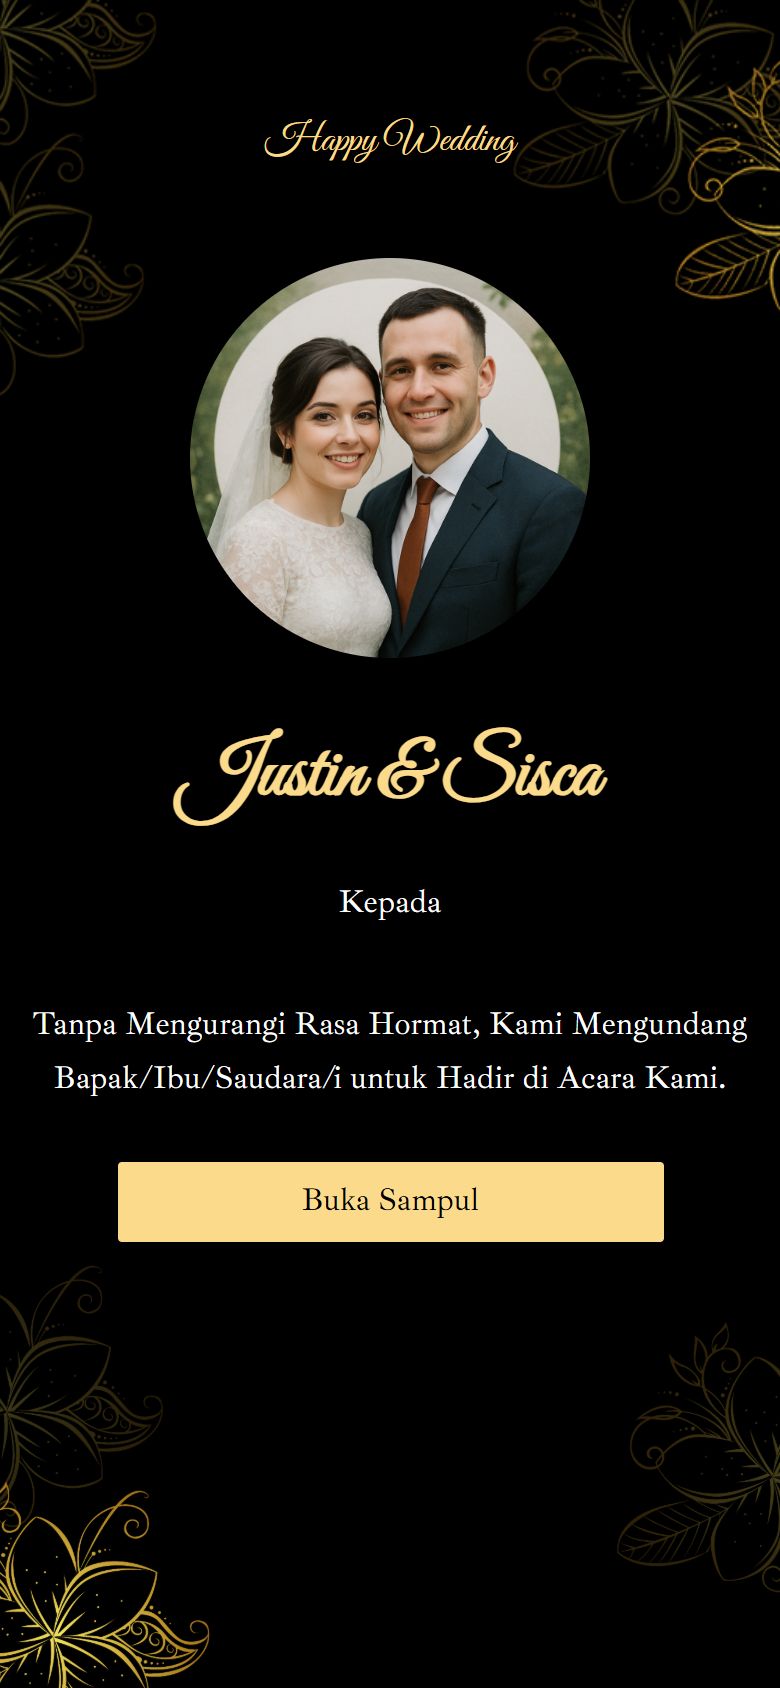 Happy Wedding
Justin & Sisca
Kepada
Tanpa Mengurangi Rasa Hormat, Kami Mengundang
Bapak/Ibu/Saudara/i untuk Hadir di Acara Kami.
Buka Sampul